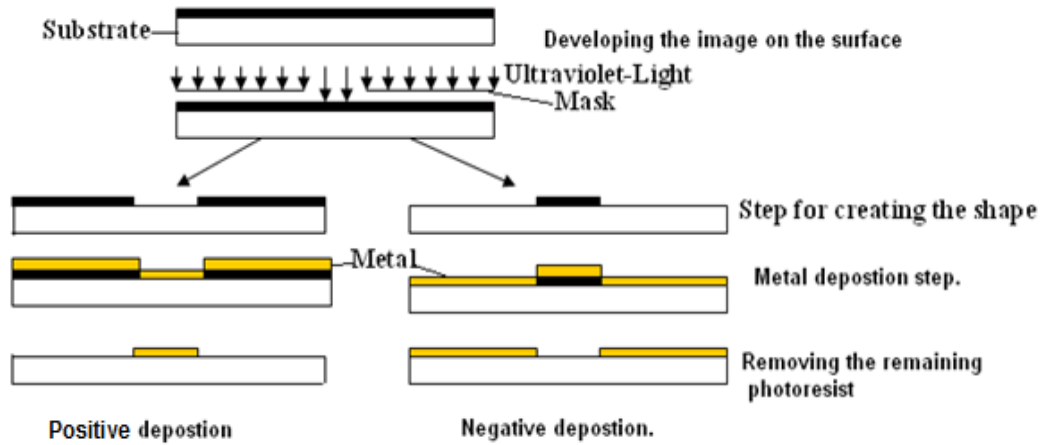 Substrate
Developing the image on the surface
Ultraviolet-Light
Mask
Step for creating the shape
Metal
Metal depostion step.
Removing the remaining
photoresist
Positive depostion
Negative depostion.